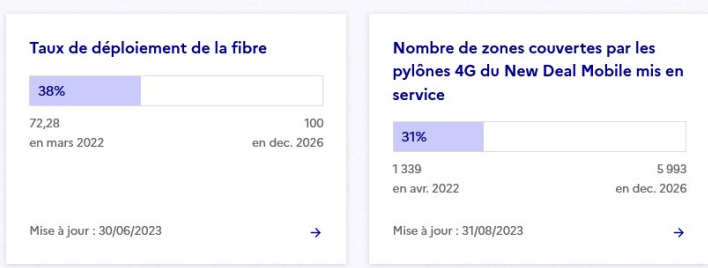 Taux de déploiement de la fibre
38%
72,28 100
en mars 2022 en dec. 2026
Mise à jour : 30/06/2023
Nombre de zones couvertes par les
pylônes 4G du New Deal Mobile mis en
service
31%
1 339 5 993
en avr. 2022 en dec. 2026
Mise à jour : 31/08/2023